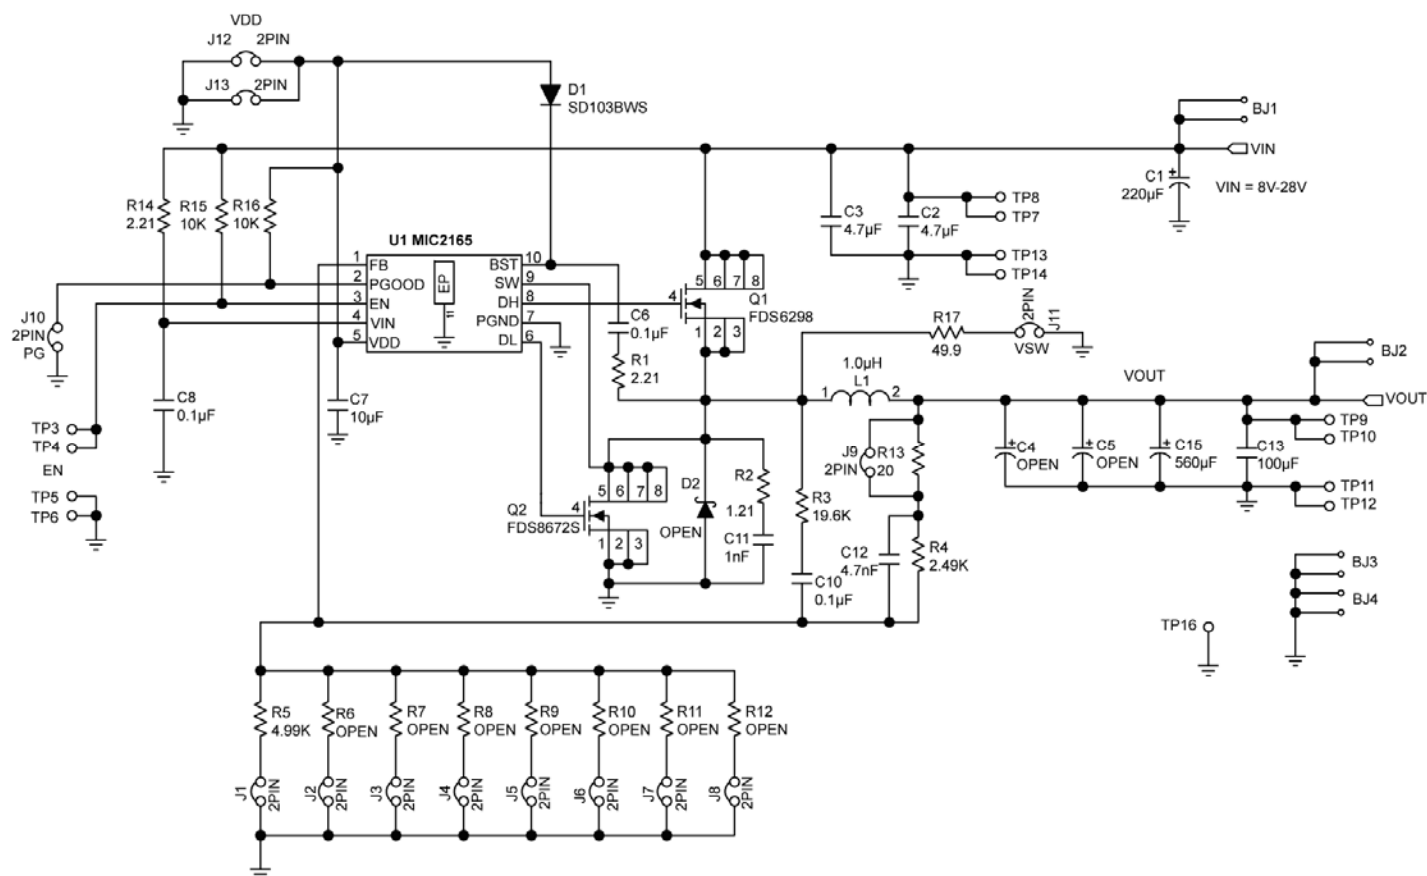 VDD
J12 2PIN
J13 2PIN
D1
SD103BWS
BJ1
VIN
C1
220µF
+
VIN = 8V-28V
R14
2.21
R15
10K
R16
10K
C3
4.7µF
C2
4.7µF
TP8
TP7
TP13
TP14
U1 MIC2165
1 FB
2 PGOOD
3 EN
4 VIN
5 VDD
EP
11
BST 10
SW 9
DH 8
PGND 7
DL 6
5 6 7 8
4
Q1
FDS6298
1 2 3
J10
2PIN
PG
C6
0.1µF
R1
2.21
R17
49.9
2PIN
J11
VSW
1.0µH
L1
1 2
VOUT
BJ2
VOUT
C8
0.1µF
C7
10µF
TP3
TP4
EN
TP5
TP6
J9
2PIN
R13
20
+
C4
OPEN
+
C5
OPEN
+
C15
560µF
C13
100µF
TP9
TP10
TP11
TP12
5 6 7 8
4
Q2
FDS8672S
1 2 3
D2
OPEN
R2
1.21
C11
1nF
R3
19.6K
C10
0.1µF
C12
4.7nF
R4
2.49K
BJ3
BJ4
TP16
R5
4.99K
R6
OPEN
R7
OPEN
R8
OPEN
R9
OPEN
R10
OPEN
R11
OPEN
R12
OPEN
J1
2PIN
J2
2PIN
J3
2PIN
J4
2PIN
J5
2PIN
J6
2PIN
J7
2PIN
J8
2PIN